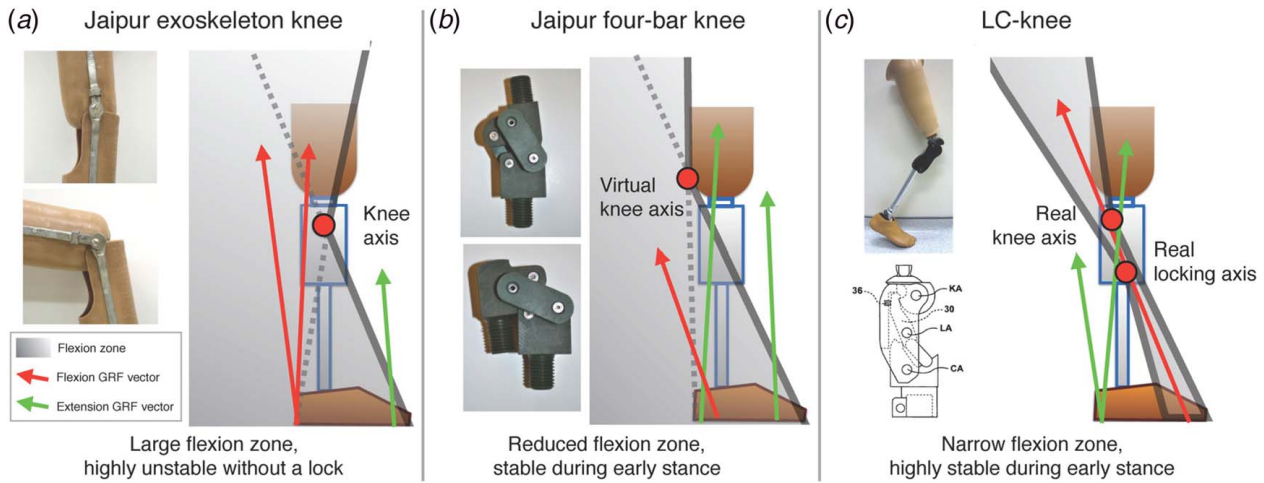 (a) Jaipur exoskeleton knee
Knee
axis
Flexion zone
Flexion GRF vector
Extension GRF vector
Large flexion zone,
highly unstable without a lock
(b) Jaipur four-bar knee
Virtual
knee axis
Reduced flexion zone,
stable during early stance
(c) LC-knee
Real
knee axis
Real
locking axis
36
KA
30
LA
CA
Narrow flexion zone,
highly stable during early stance